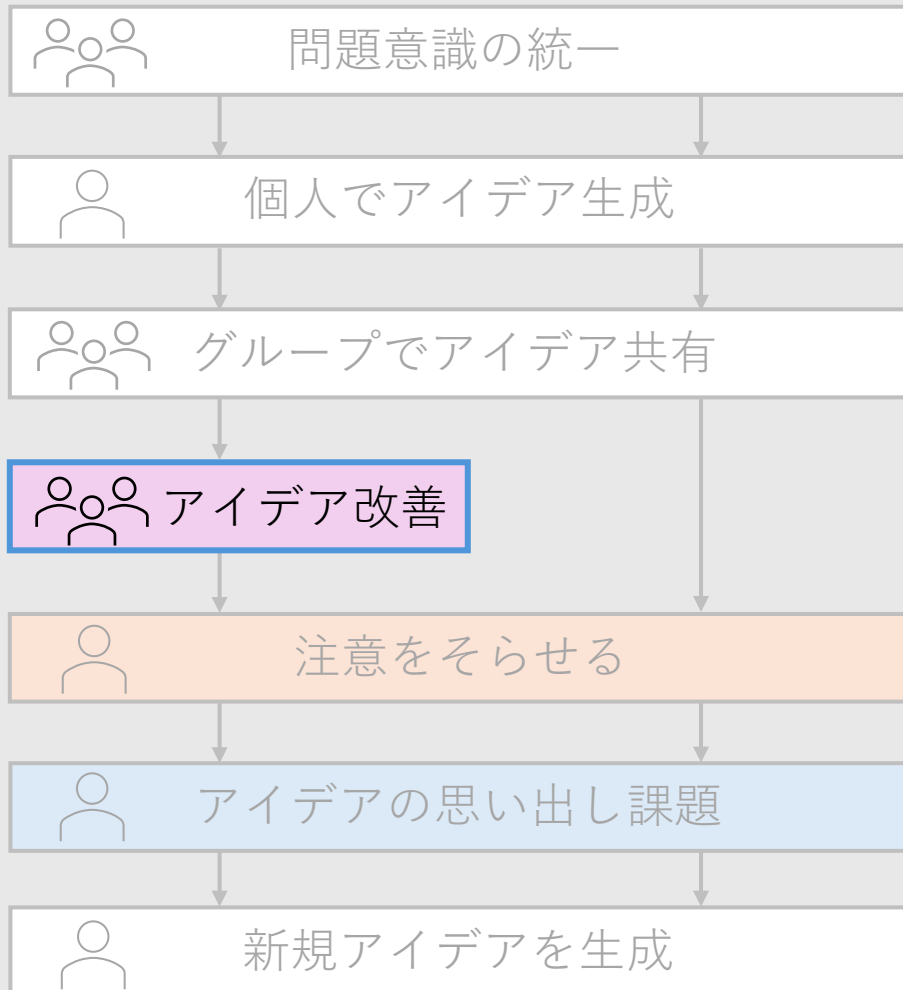 問題意識の統一
個人でアイデア生成
グループでアイデア共有
アイデア改善
注意をそらせる
アイデアの思い出し課題
新規アイデアを生成